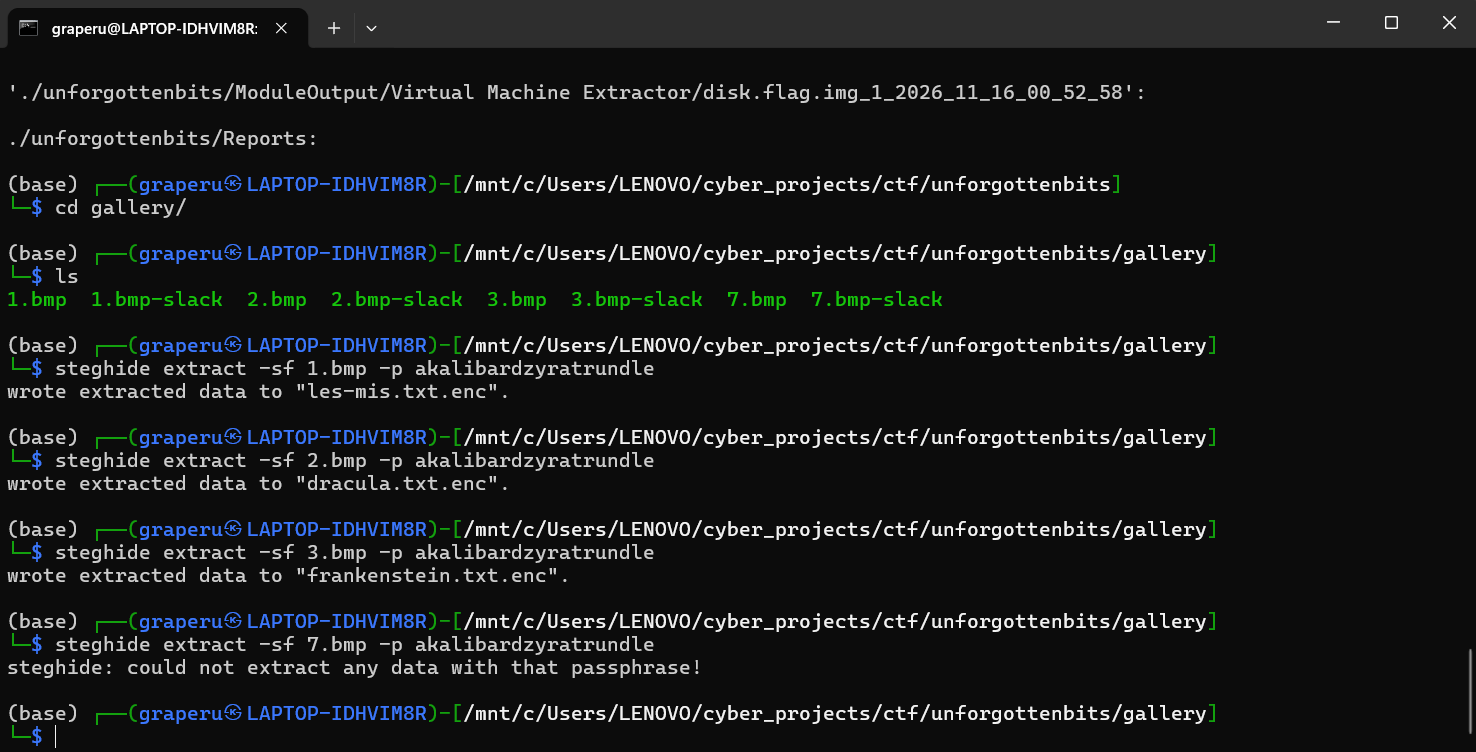 graperu@LAPTOP-IDHVIM8R:
'./unforgottenbits/ModuleOutput/Virtual Machine Extractor/disk.flag.img_1_2026_11_16_00_52_58':
./unforgottenbits/Reports:
(base) ┌──(graperu㉿LAPTOP-IDHVIM8R)-[/mnt/c/Users/LENOVO/cyber_projects/ctf/unforgottenbits]
└─$ cd gallery/
(base) ┌──(graperu㉿LAPTOP-IDHVIM8R)-[/mnt/c/Users/LENOVO/cyber_projects/ctf/unforgottenbits/gallery]
└─$ ls
1.bmp  1.bmp-slack  2.bmp  2.bmp-slack  3.bmp  3.bmp-slack  7.bmp  7.bmp-slack
(base) ┌──(graperu㉿LAPTOP-IDHVIM8R)-[/mnt/c/Users/LENOVO/cyber_projects/ctf/unforgottenbits/gallery]
└─$ steghide extract -sf 1.bmp -p akalibardzyratrundle
wrote extracted data to "les-mis.txt.enc".
(base) ┌──(graperu㉿LAPTOP-IDHVIM8R)-[/mnt/c/Users/LENOVO/cyber_projects/ctf/unforgottenbits/gallery]
└─$ steghide extract -sf 2.bmp -p akalibardzyratrundle
wrote extracted data to "dracula.txt.enc".
(base) ┌──(graperu㉿LAPTOP-IDHVIM8R)-[/mnt/c/Users/LENOVO/cyber_projects/ctf/unforgottenbits/gallery]
└─$ steghide extract -sf 3.bmp -p akalibardzyratrundle
wrote extracted data to "frankenstein.txt.enc".
(base) ┌──(graperu㉿LAPTOP-IDHVIM8R)-[/mnt/c/Users/LENOVO/cyber_projects/ctf/unforgottenbits/gallery]
└─$ steghide extract -sf 7.bmp -p akalibardzyratrundle
steghide: could not extract any data with that passphrase!
(base) ┌──(graperu㉿LAPTOP-IDHVIM8R)-[/mnt/c/Users/LENOVO/cyber_projects/ctf/unforgottenbits/gallery]
└─$